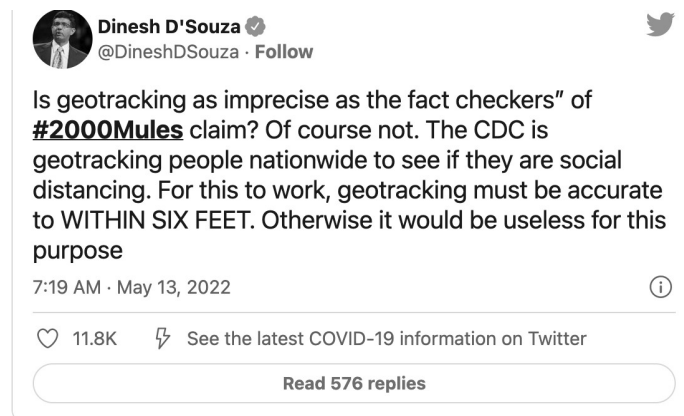 Dinesh D'Souza
@DineshDSouza · Follow
Is geotracking as imprecise as the fact checkers” of
#2000Mules claim? Of course not. The CDC is
geotracking people nationwide to see if they are social
distancing. For this to work, geotracking must be accurate
to WITHIN SIX FEET. Otherwise it would be useless for this
purpose
7:19 AM · May 13, 2022
11.8K See the latest COVID-19 information on Twitter
Read 576 replies